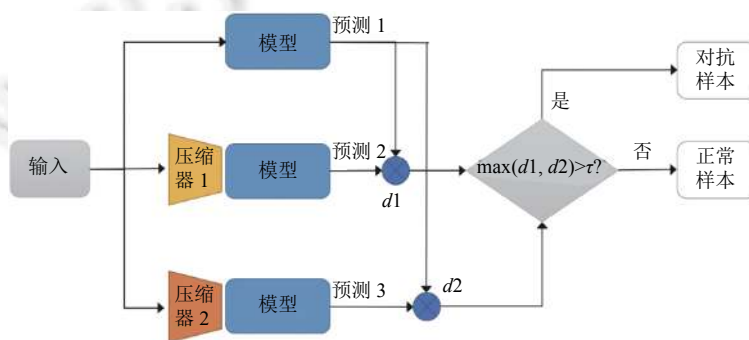 预测 1
模型
对抗
样本
是
输入
压缩
器 1
模型
预测 2
d1
max(d1, d2)>τ?
否
正常
样本
压缩
器 2
模型
预测 3
d2